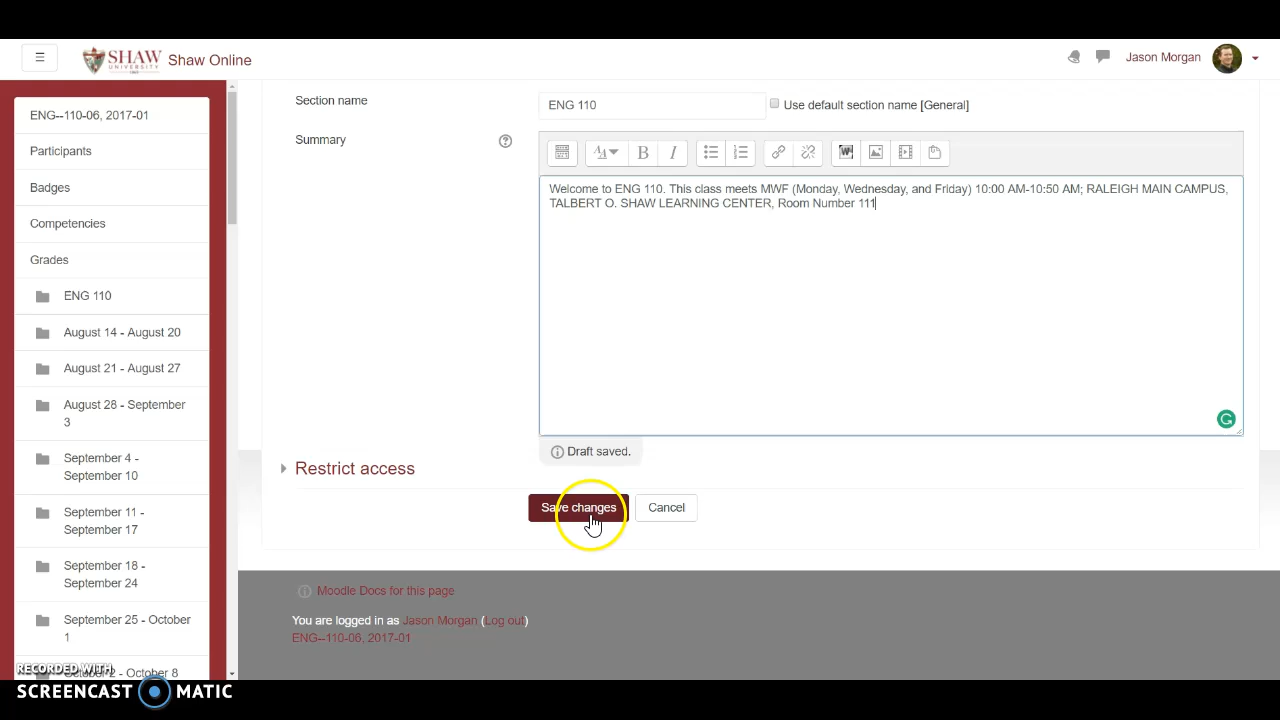 SHAW
UNIVERSITY
Shaw Online
Jason Morgan
ENG--110-06, 2017-01
Participants
Badges
Competencies
Grades
ENG 110
August 14 - August 20
August 21 - August 27
August 28 - September
3
September 4 -
September 10
September 11 -
September 17
September 18 -
September 24
September 25 - October
1
October 2 - October 8
Section name
ENG 110
Use default section name [General]
Summary
Welcome to ENG 110. This class meets MWF (Monday, Wednesday, and Friday) 10:00 AM-10:50 AM; RALEIGH MAIN CAMPUS,
TALBERT O. SHAW LEARNING CENTER, Room Number 111
Draft saved.
Restrict access
Save changes
Cancel
Moodle Docs for this page
You are logged in as Jason Morgan (Log out)
ENG--110-06, 2017-01
RECORDED WITH
SCREENCAST MATIC